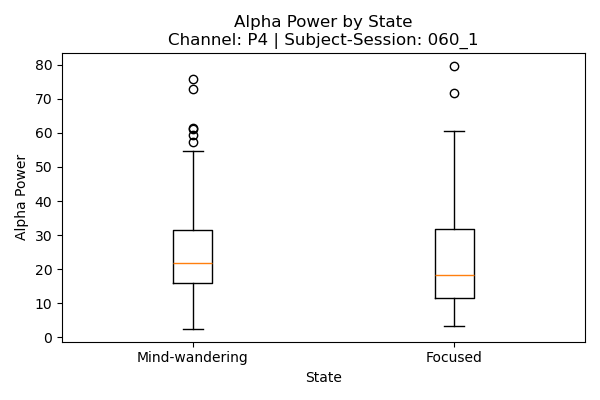 Alpha Power by State
Channel: P4 | Subject-Session: 060_1
Alpha Power
80
70
60
50
40
30
20
10
0
Mind-wandering
Focused
State